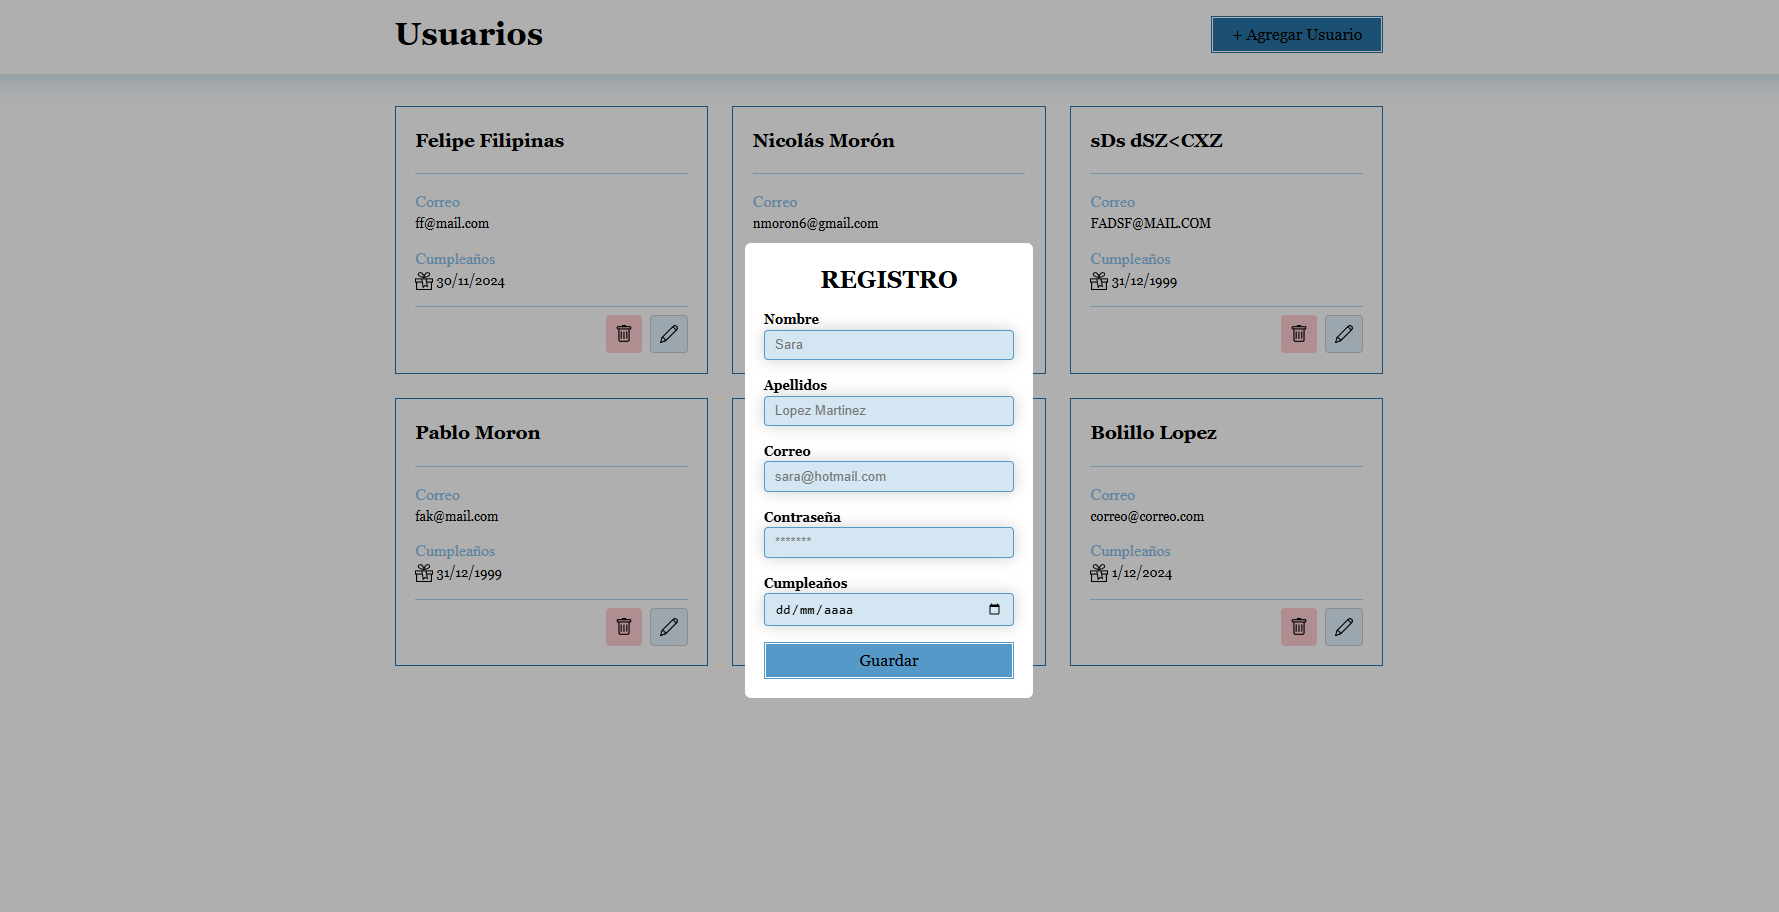 Usuarios
+ Agregar Usuario
Felipe Filipinas
Correo
ff@mail.com
Cumpleaños
30/11/2024
Nicolás Morón
Correo
nmoron6@gmail.com
sDs dSZ<CXZ
Correo
FADSF@MAIL.COM
Cumpleaños
31/12/1999
Pablo Moron
Correo
fak@mail.com
Cumpleaños
31/12/1999
Bolillo Lopez
Correo
correo@correo.com
Cumpleaños
1/12/2024
REGISTRO
Nombre
Sara
Apellidos
Lopez Martinez
Correo
sara@hotmail.com
Contraseña
*******
Cumpleaños
dd/mm/aaaa
Guardar